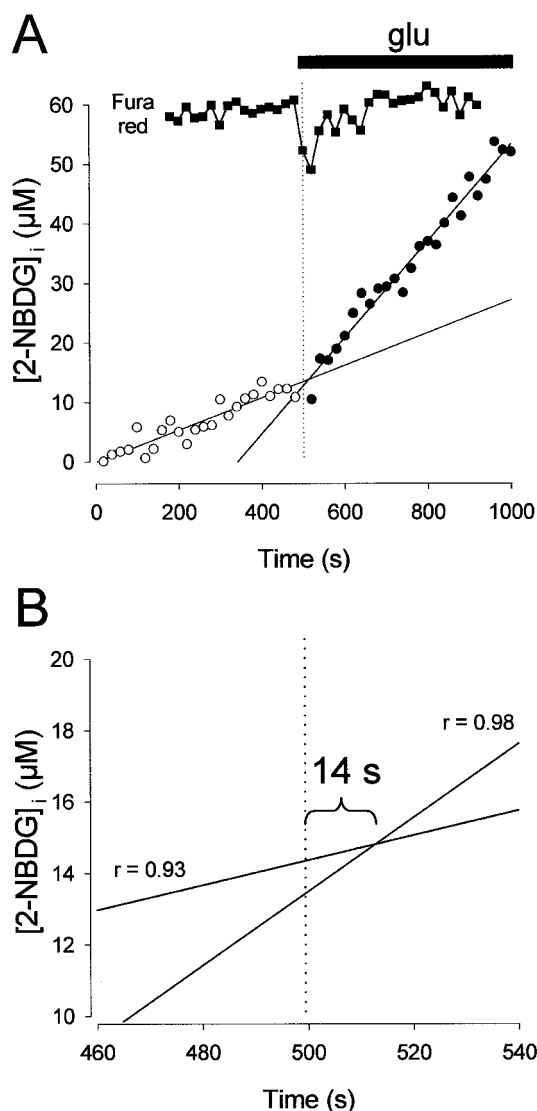 A
glu
Fura
red
60
50
40
30
20
10
0
[2-NBDG]i (µM)
0 200 400 600 800 1000
Time (s)
B
20
18
16
14
12
10
[2-NBDG]i (µM)
r = 0.98
14 s
r = 0.93
460 480 500 520 540
Time (s)